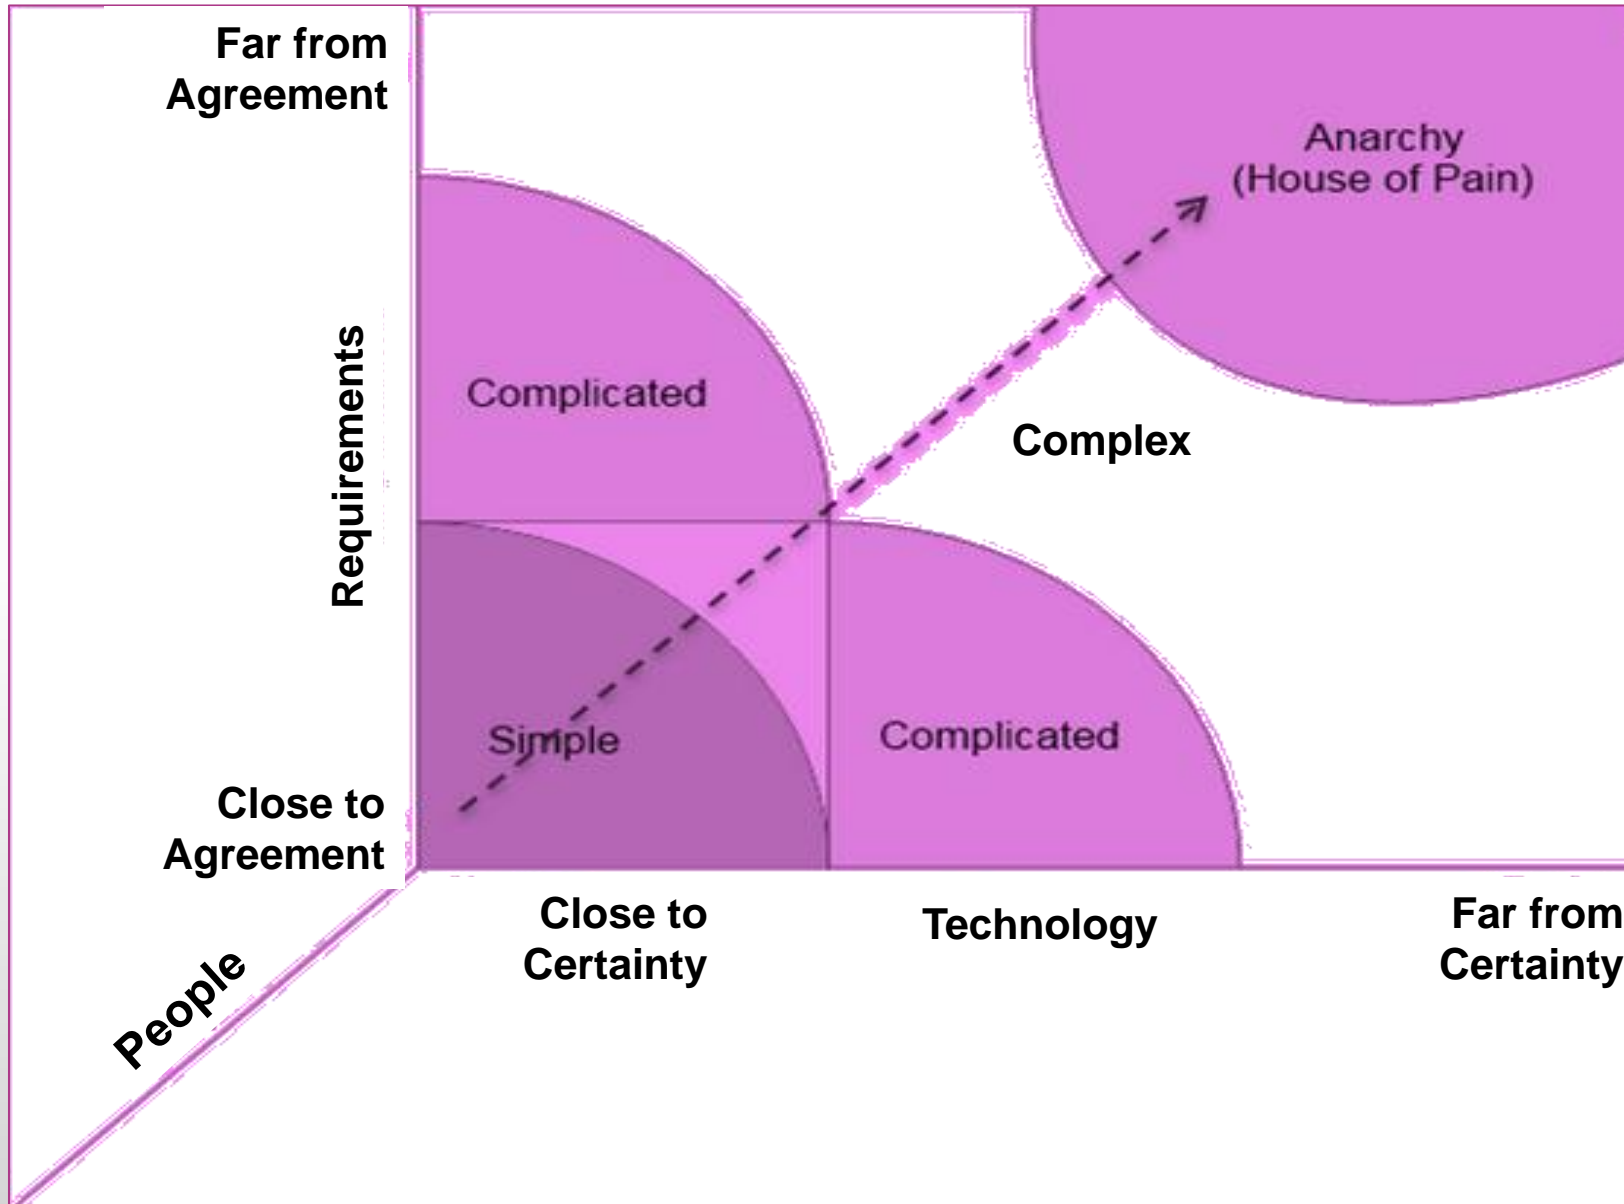 Far from
Agreement
Anarchy
(House of Pain)
Complicated
Complex
Requirements
Simple
Complicated
Close to
Agreement
Close to
Certainty
Technology
Far from
Certainty
People